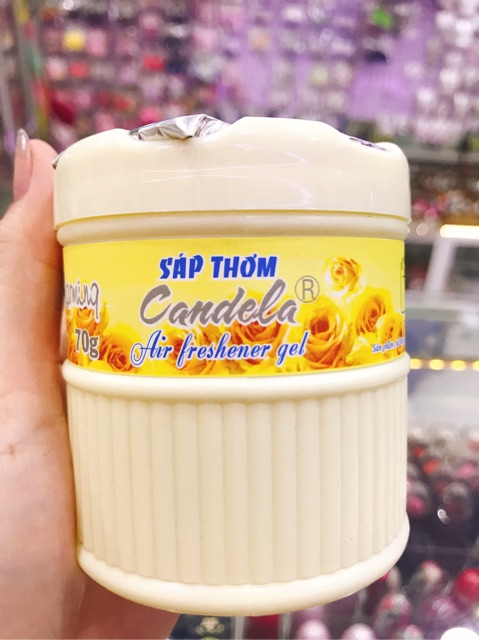 SÁP THƠM
Candela®
Air freshener gel
70g